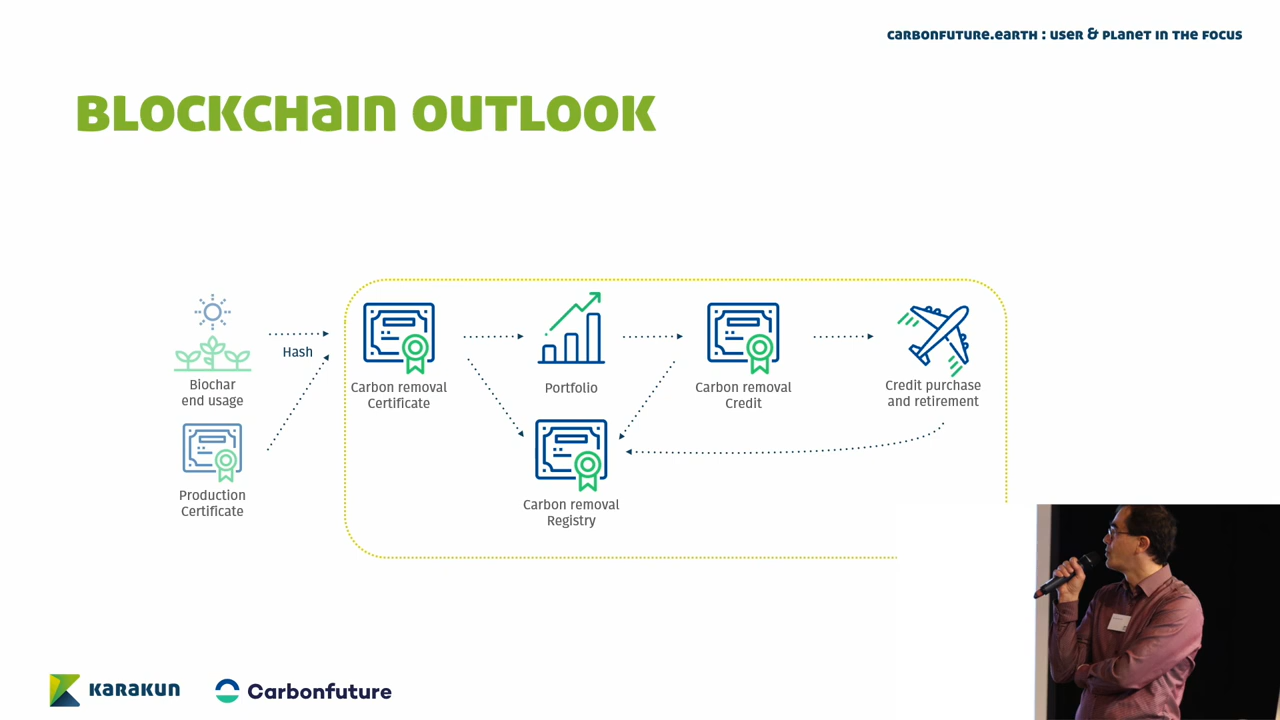 carbonfuture.earth : user & planet in the focus
Blockchain outlook
Hash
Biochar
end usage
Production
Certificate
Carbon removal
Certificate
Portfolio
Carbon removal
Credit
Credit purchase
and retirement
Carbon removal
Registry
karakun
Carbonfuture